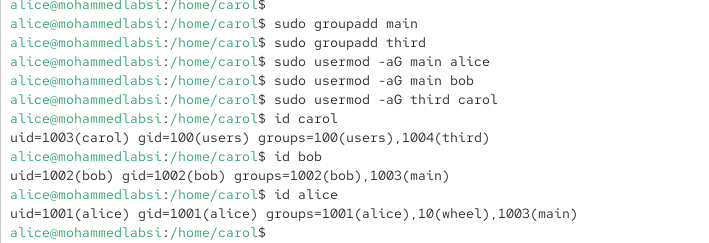 alice@mohammedlabsi:/home/carol$
alice@mohammedlabsi:/home/carol$ sudo groupadd main
alice@mohammedlabsi:/home/carol$ sudo groupadd third
alice@mohammedlabsi:/home/carol$ sudo usermod -aG main alice
alice@mohammedlabsi:/home/carol$ sudo usermod -aG main bob
alice@mohammedlabsi:/home/carol$ sudo usermod -aG third carol
alice@mohammedlabsi:/home/carol$ id carol
uid=1003(carol) gid=100(users) groups=100(users),1004(third)
alice@mohammedlabsi:/home/carol$ id bob
uid=1002(bob) gid=1002(bob) groups=1002(bob),1003(main)
alice@mohammedlabsi:/home/carol$ id alice
uid=1001(alice) gid=1001(alice) groups=1001(alice),10(wheel),1003(main)
alice@mohammedlabsi:/home/carol$